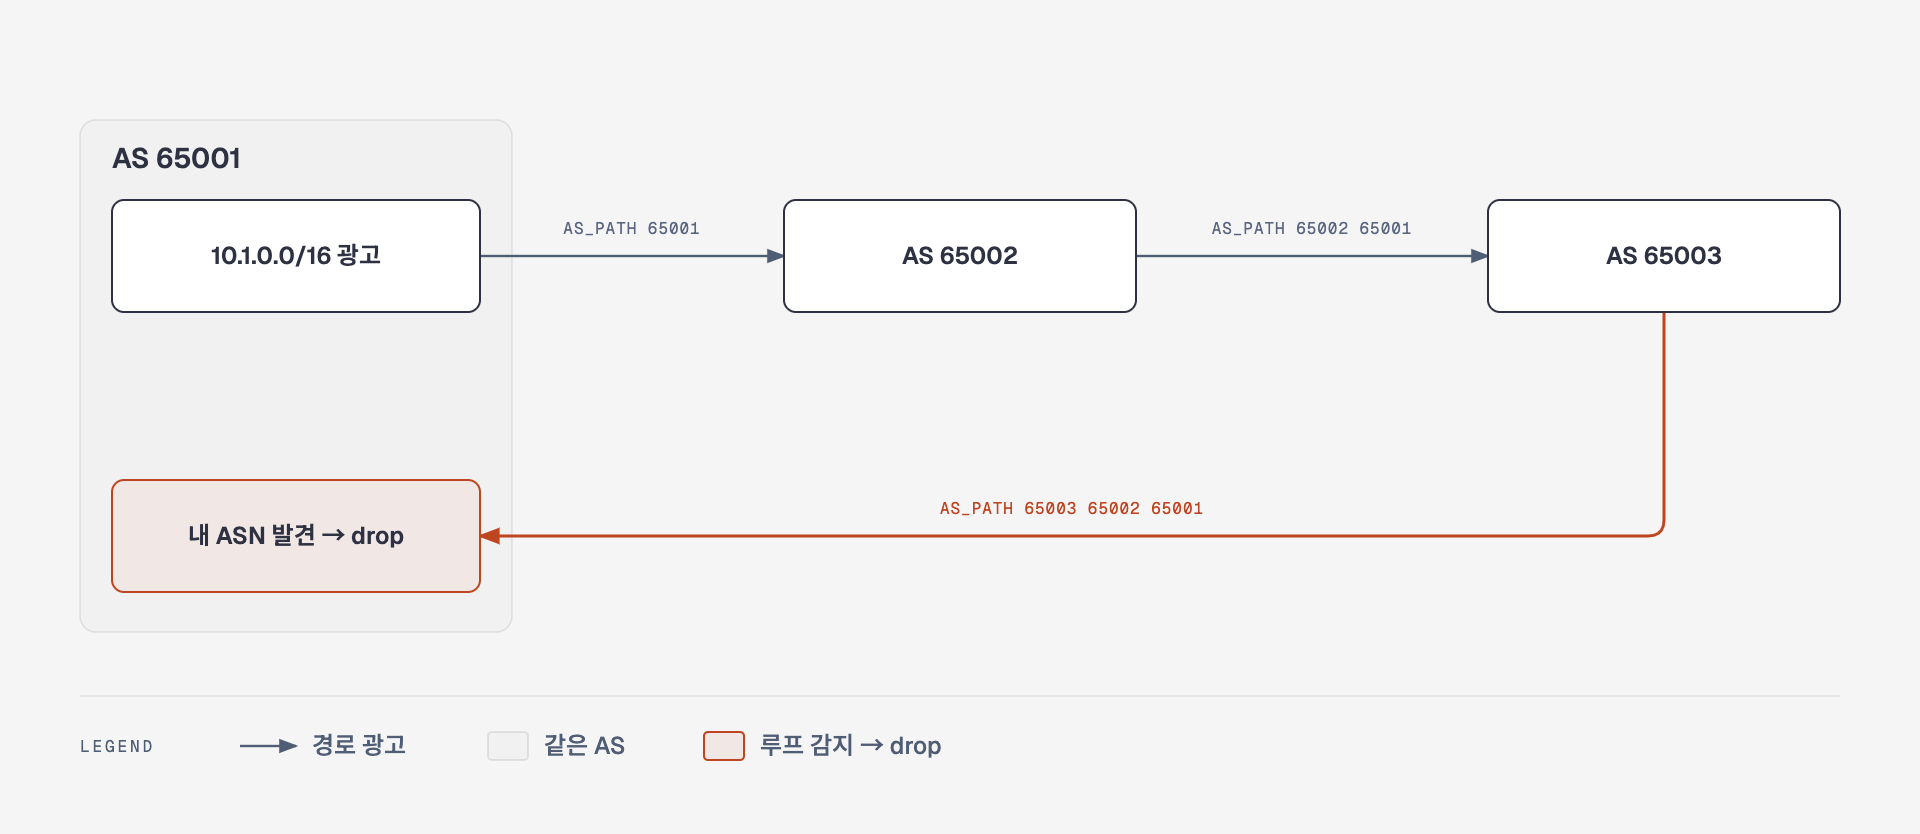 AS 65001
10.1.0.0/16 광고
AS_PATH 65001
AS 65002
AS_PATH 65002 65001
AS 65003
내 ASN 발견 → drop
AS_PATH 65003 65002 65001
LEGEND
경로 광고
같은 AS
루프 감지 → drop